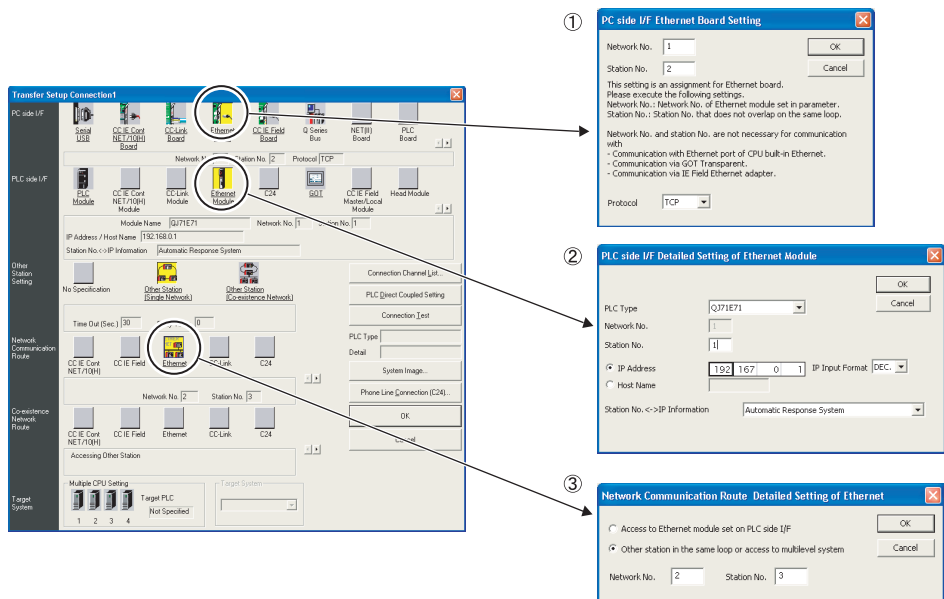 Transfer Setup Connection1
PC side I/F
Serial USB
CC IE Cont NET/10(H) Board
CC-Link Board
Ethernet Board
CC IE Field Board
Q Series Bus
NET(II) Board
PLC Board
Station No. 2
Protocol TCP
PLC side I/F
PLC Module
CC IE Cont NET/10(H) Module
CC-Link Module
Ethernet Module
C24
GOT
CC IE Field Master/Local Module
Head Module
Module Name QJ71E71
Network No. 1
Station No. 1
IP Address / Host Name 192.168.0.1
Station No.<->IP Information Automatic Response System
Other Station Setting
No Specification
Other Station (Single Network)
Other Station (Co-existence Network)
Time Out (Sec.) 30
0
Connection Channel List...
PLC Direct Coupled Setting
Connection Test
PLC Type
Detail
System Image...
Phone Line Connection (C24)...
OK
Network Communication Route
CC IE Cont NET/10(H)
CC IE Field
Ethernet
CC-Link
C24
Network No. 2
Station No. 3
Co-existence Network Route
CC IE Cont NET/10(H)
CC IE Field
Ethernet
CC-Link
C24
Accessing Other Station
Target System
Multiple CPU Setting
1 2 3 4
Target PLC
Not Specified
Target System
①
PC side I/F Ethernet Board Setting
Network No. 1
OK
Station No. 2
Cancel
This setting is an assignment for Ethernet board.
Please execute the following settings.
Network No.: Network No. of Ethernet module set in parameter.
Station No.: Station No. that does not overlap on the same loop.
Network No. and station No. are not necessary for communication
with
- Communication with Ethernet port of CPU built-in Ethernet.
- Communication via GOT Transparent.
- Communication via IE Field Ethernet adapter.
Protocol TCP
②
PLC side I/F Detailed Setting of Ethernet Module
OK
Cancel
PLC Type QJ71E71
Network No. 1
Station No. 1
IP Address 192 167 0 1 IP Input Format DEC.
Host Name
Station No. <->IP Information Automatic Response System
③
Network Communication Route Detailed Setting of Ethernet
Access to Ethernet module set on PLC side I/F
OK
Other station in the same loop or access to multilevel system
Cancel
Network No. 2 Station No. 3